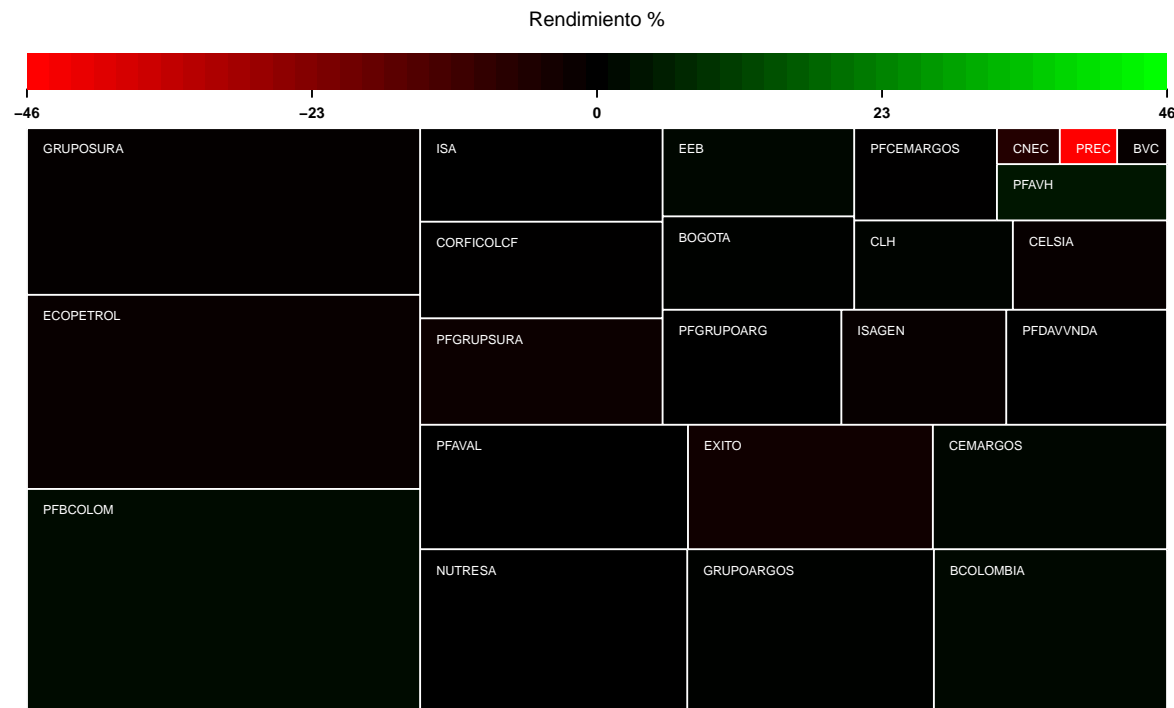 Rendimiento %
−46 −23 0 23 46
GRUPOSURA ISA EEB PFCEMARGOS CNEC PREC BVC
PFAVH
CORFICOLCF BOGOTA CLH CELSIA
ECOPETROL PFGRUPSURA PFGRUPOARG ISAGEN PFDAVVNDA
PFAVAL EXITO CEMARGOS
PFBCOLOM NUTRESA GRUPOARGOS BCOLOMBIA